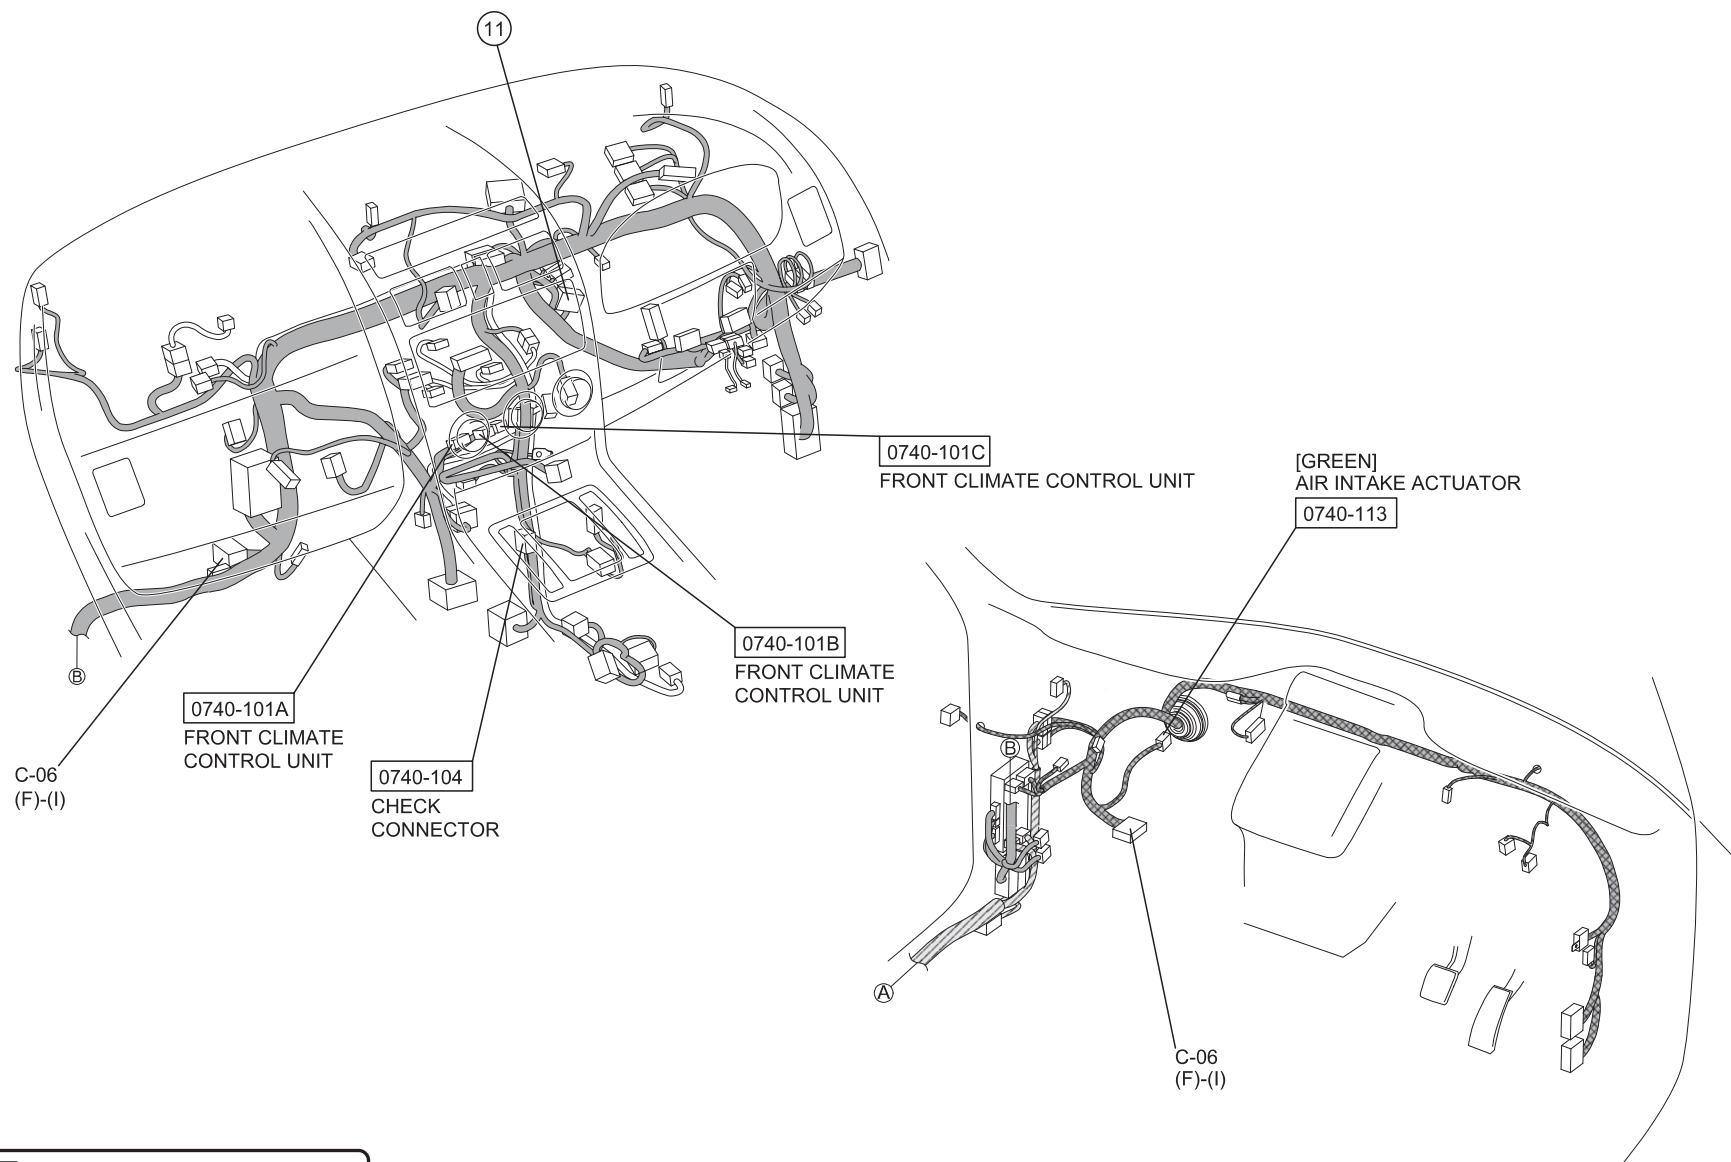 11
0740-101C
FRONT CLIMATE CONTROL UNIT
[GREEN]
AIR INTAKE ACTUATOR
0740-113
0740-101B
FRONT CLIMATE
CONTROL UNIT
B
0740-101A
FRONT CLIMATE
CONTROL UNIT
C-06
(F)-(I)
0740-104
CHECK
CONNECTOR
B
A
C-06
(F)-(I)